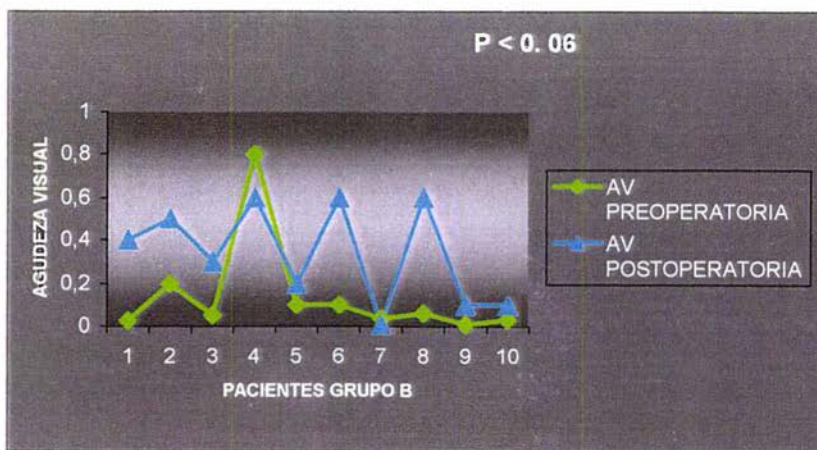 P < 0. 06
AGUDEZA VISUAL
1
0,8
0,6
0,4
0,2
0
1 2 3 4 5 6 7 8 9 10
PACIENTES GRUPO B
AV
PREOPERATORIA
AV
POSTOPERATORIA